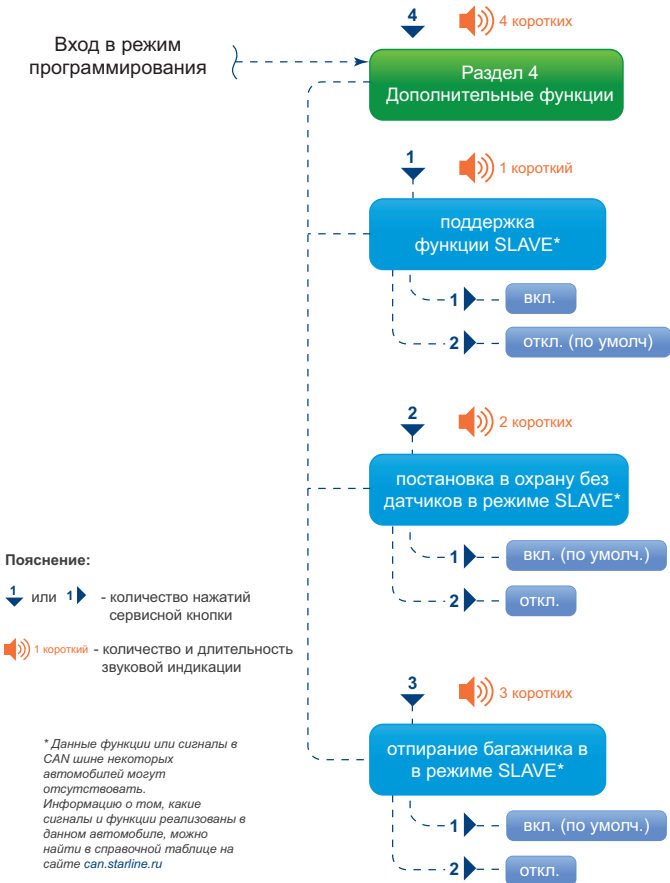 4
4 коротких
Вход в режим
программирования
Раздел 4
Дополнительные функции
1
1 короткий
поддержка
функции SLAVE*
1
вкл.
2
откл. (по умолч)
2
2 коротких
постановка в охрану без
датчиков в режиме SLAVE*
1
вкл. (по умолч.)
2
откл.
Пояснение:
1 или 1 - количество нажатий
сервисной кнопки
1 короткий - количество и длительность
звуковой индикации
3
3 коротких
отпирание багажника в
в режиме SLAVE*
1
вкл. (по умолч.)
2
откл.
* Данные функции или сигналы в
CAN шине некоторых
автомобилей могут
отсутствовать.
Информацию о том, какие
сигналы и функции реализованы в
данном автомобиле, можно
найти в справочной таблице на
сайте can.starline.ru